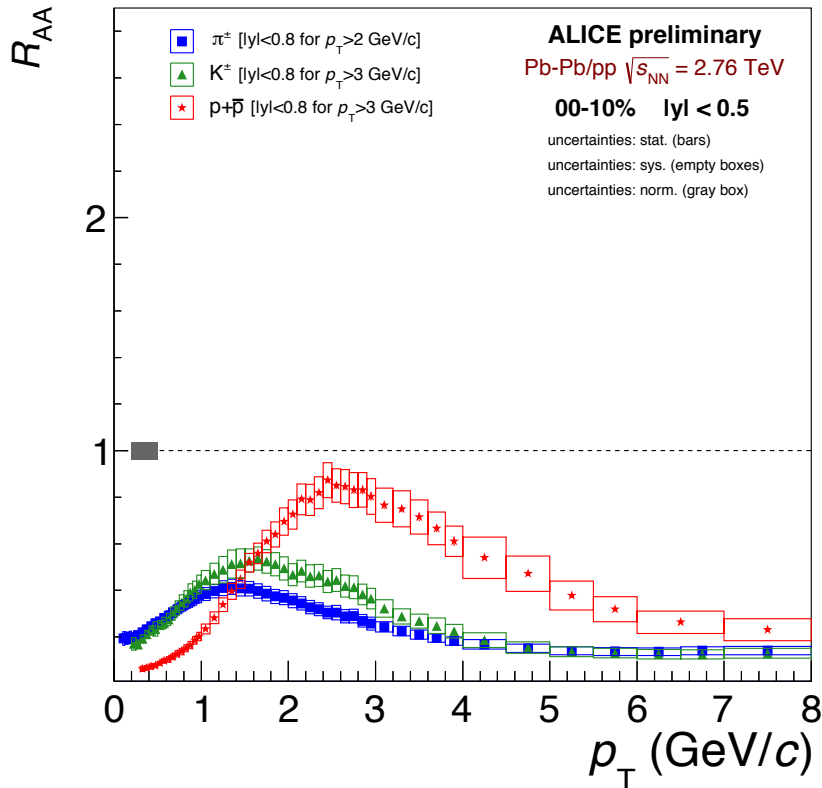 R_AA
π± [|y|<0.8 for p_T>2 GeV/c]
K± [|y|<0.8 for p_T>3 GeV/c]
p+p̅ [|y|<0.8 for p_T>3 GeV/c]
ALICE preliminary
Pb-Pb/pp √s_NN = 2.76 TeV
00-10% |y| < 0.5
uncertainties: stat. (bars)
uncertainties: sys. (empty boxes)
uncertainties: norm. (gray box)
2
1
0 1 2 3 4 5 6 7 8
p_T (GeV/c)